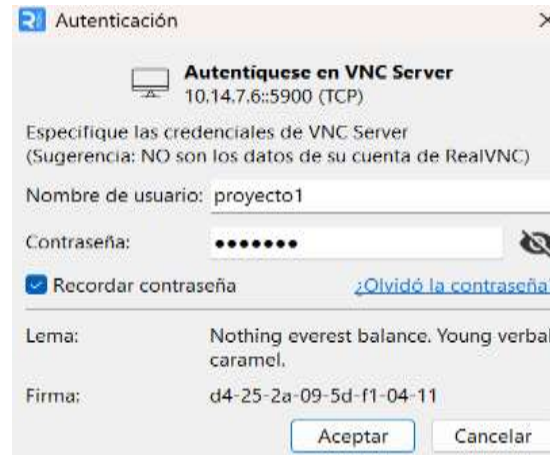 Autenticación
Autentíquese en VNC Server
10.14.7.6::5900 (TCP)
Especifique las credenciales de VNC Server
(Sugerencia: NO son los datos de su cuenta de RealVNC)
Nombre de usuario: proyecto1
Contraseña: •••••••
Recordar contraseña ¿Olvidó la contraseña?
Lema: Nothing everest balance. Young verbal
caramel.
Firma: d4-25-2a-09-5d-f1-04-11
Aceptar Cancelar